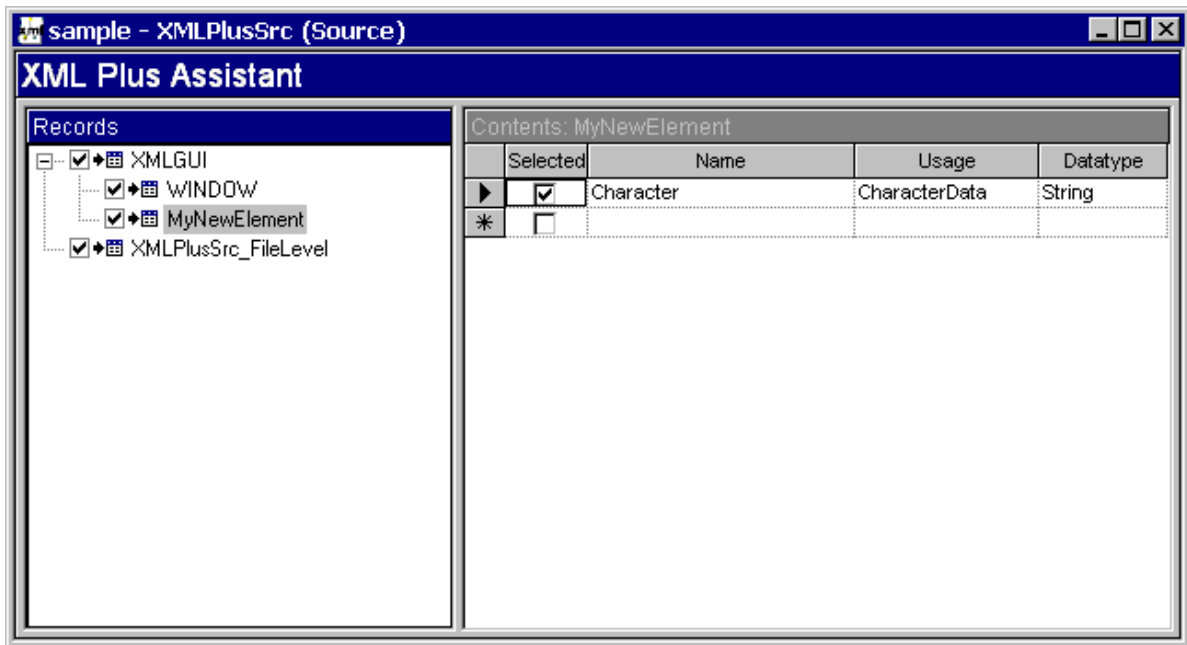 sample - XMLPlusSrc (Source)
XML Plus Assistant
Records
XMLGUI
WINDOW
MyNewElement
XMLPlusSrc_FileLevel
Contents: MyNewElement
Selected Name Usage Datatype
Character CharacterData String